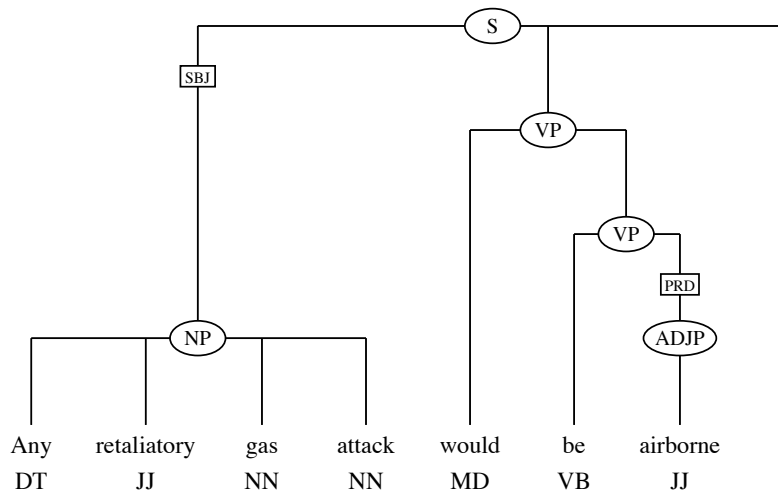 S
SBJ
VP
VP
PRD
NP
ADJP
Any retaliatory gas attack would be airborne
DT JJ NN NN MD VB JJ